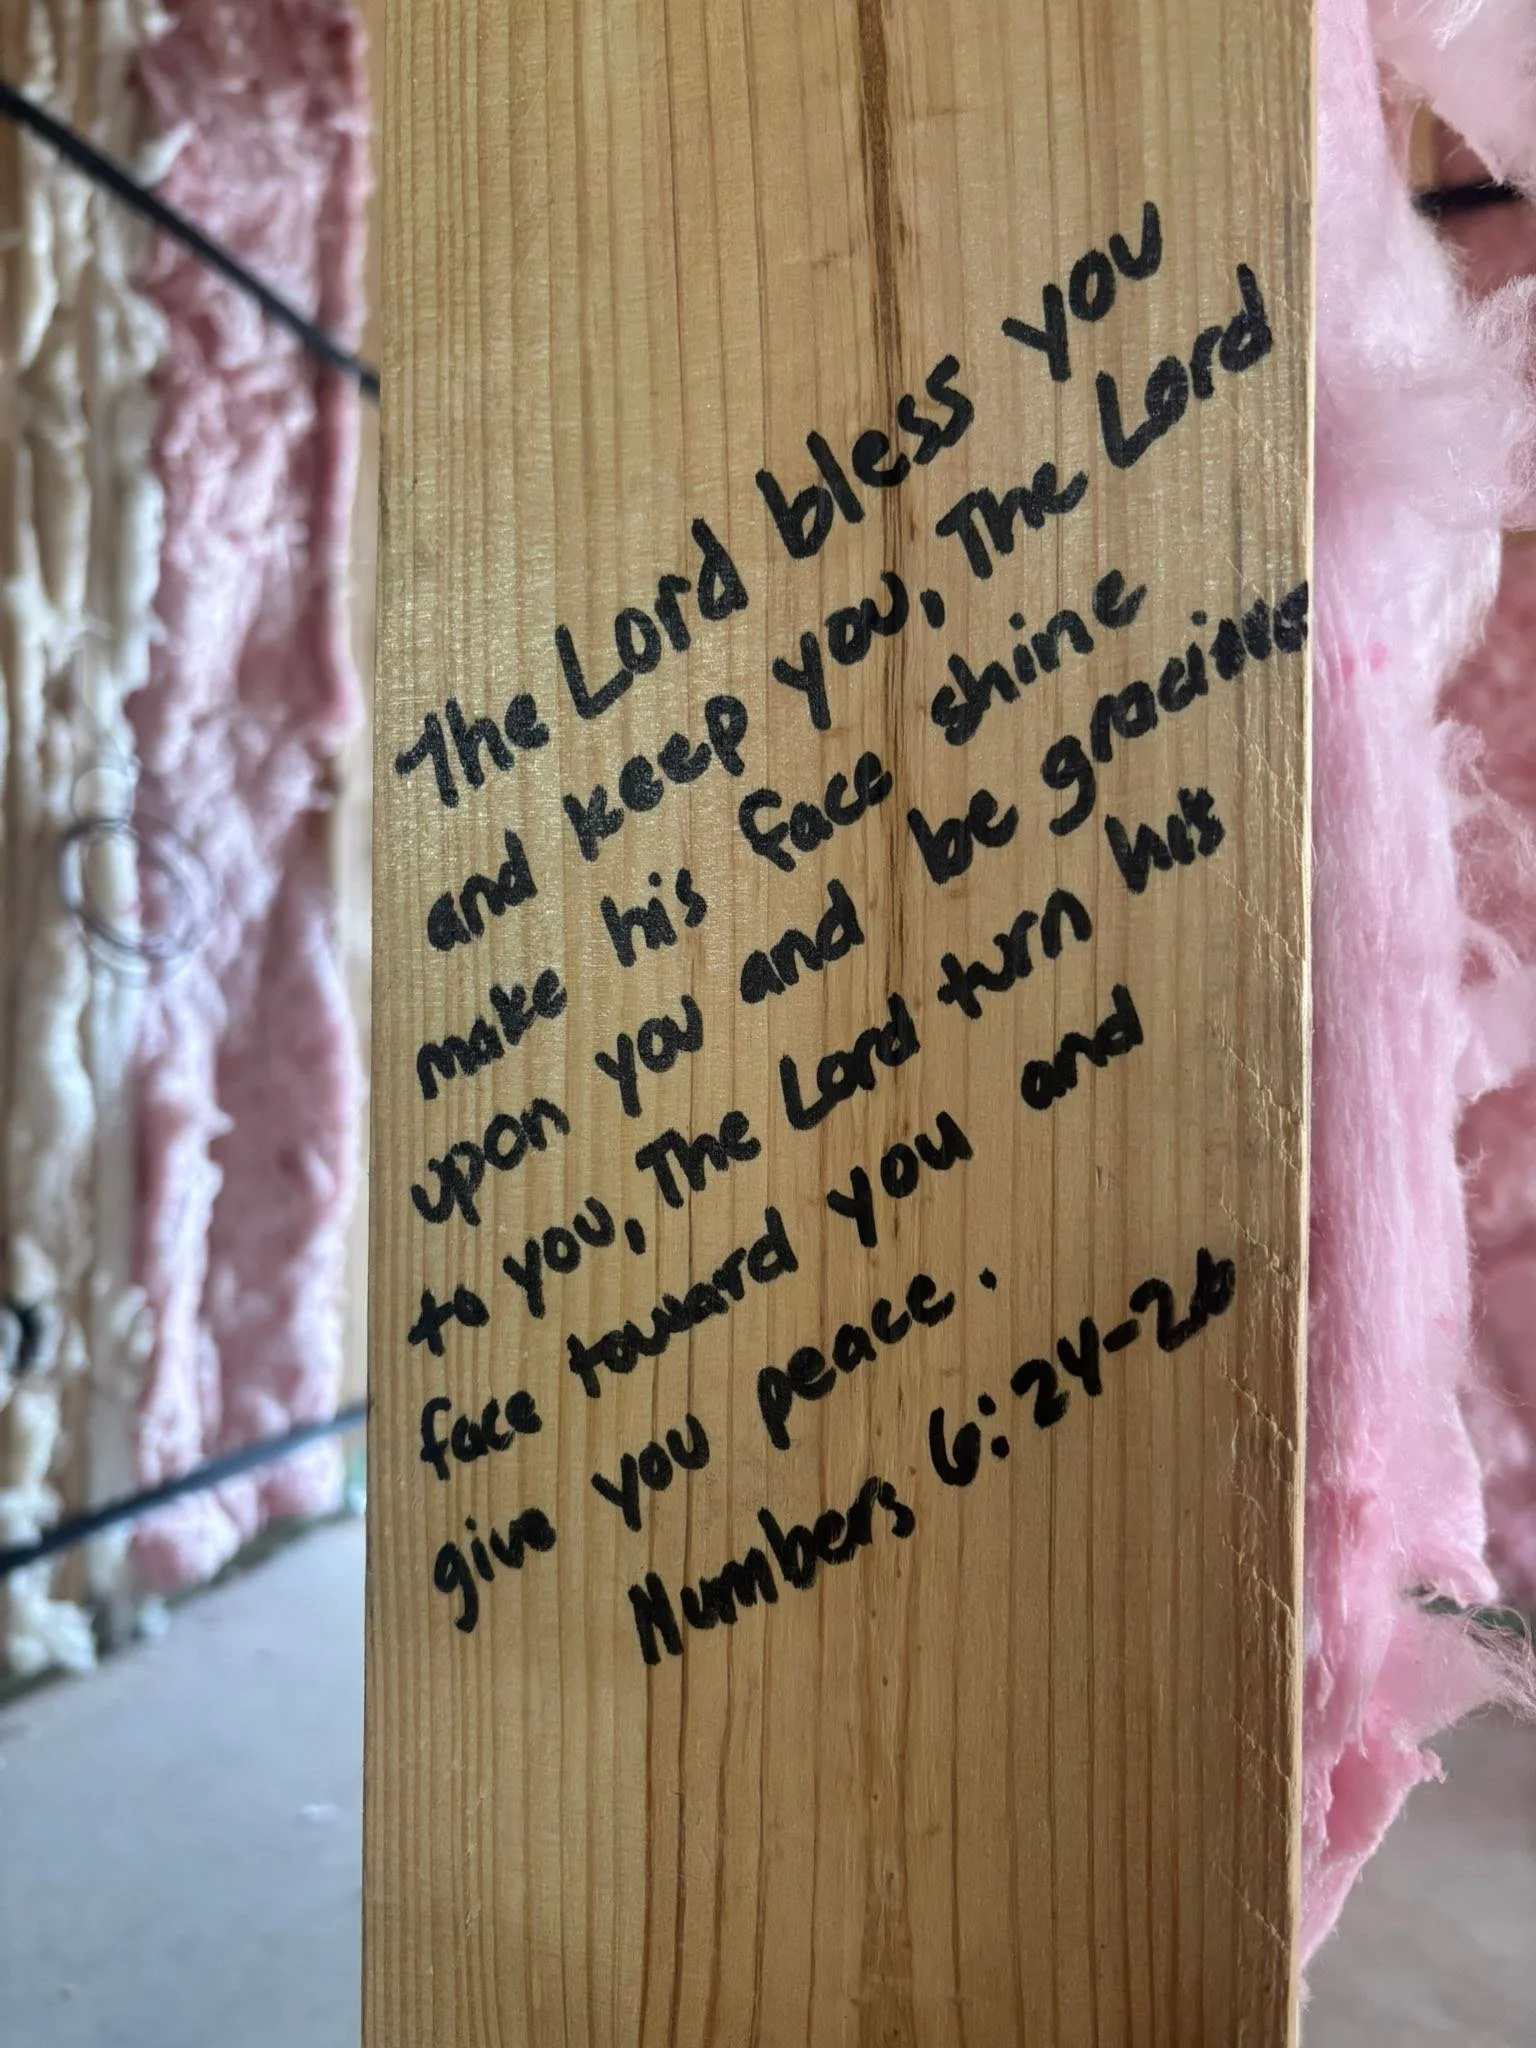 The Lord bless you
and keep you, The Lord
make his face shine
upon you and be gracious
to you, The Lord turn his
face toward you and
give you peace.
Numbers 6:24-26